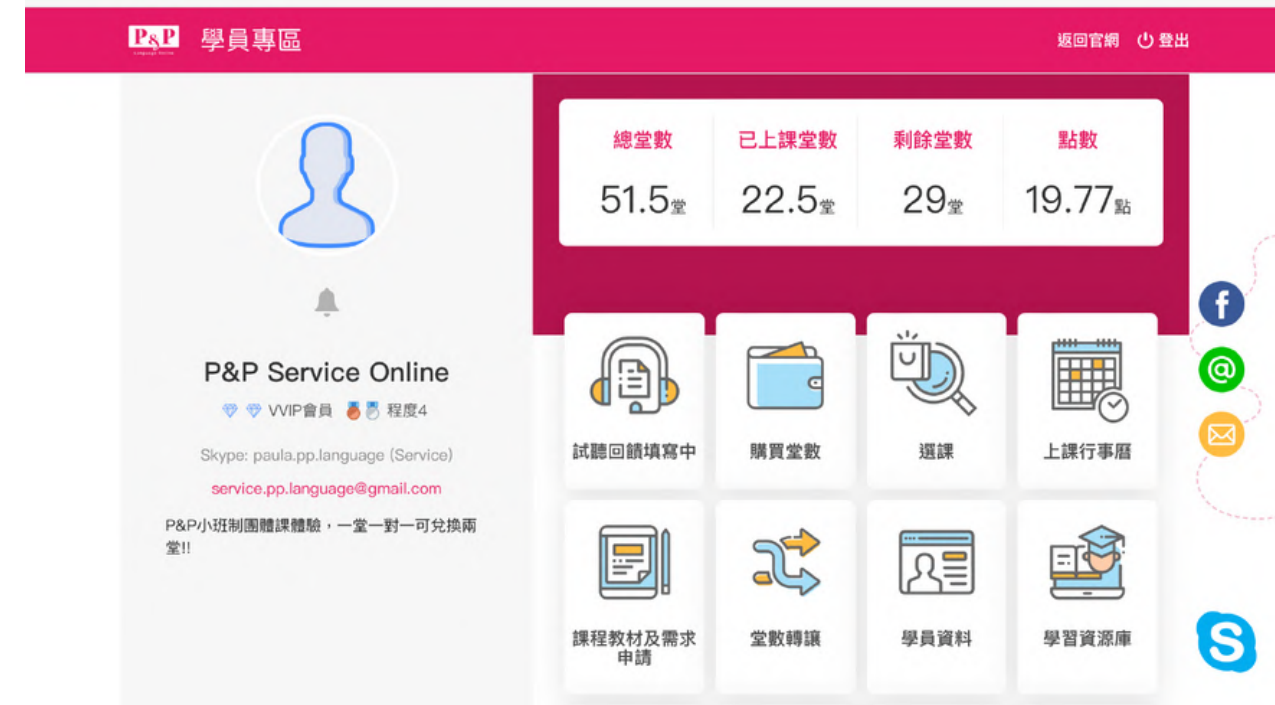 P&P 學員專區
返回官網 登出
總堂數 已上課堂數 剩餘堂數 點數
51.5堂 22.5堂 29堂 19.77點
P&P Service Online
VVIP會員 程度4
Skype: paula.pp.language (Service)
service.pp.language@gmail.com
P&P小班制團體課體驗，一堂一對一可兌換兩
堂!!
試聽回饋填寫中 購買堂數 選課 上課行事曆
課程教材及需求
申請
堂數轉讓 學員資料 學習資源庫